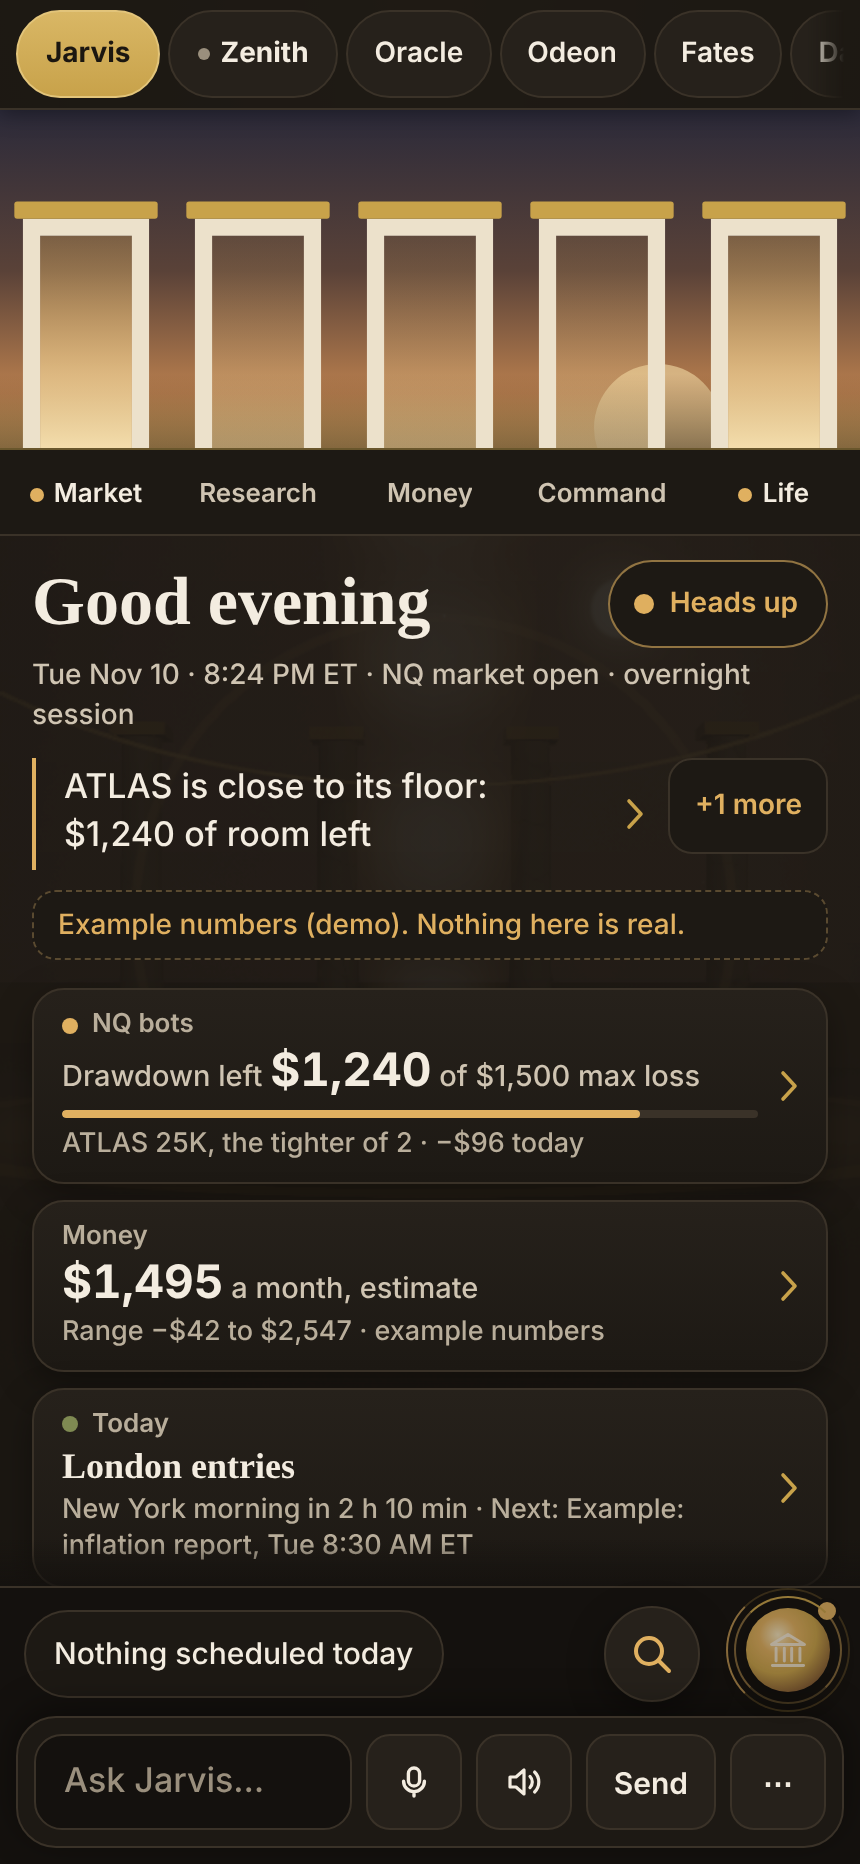 Jarvis
Zenith
Oracle
Odeon
Fates
Market
Research
Money
Command
Life
Good evening
Heads up
Tue Nov 10 · 8:24 PM ET · NQ market open · overnight
session
ATLAS is close to its floor:
$1,240 of room left
+1 more
Example numbers (demo). Nothing here is real.
NQ bots
Drawdown left $1,240 of $1,500 max loss
ATLAS 25K, the tighter of 2 · −$96 today
Money
$1,495 a month, estimate
Range −$42 to $2,547 · example numbers
Today
London entries
New York morning in 2 h 10 min · Next: Example:
inflation report, Tue 8:30 AM ET
Nothing scheduled today
Ask Jarvis...
Send
...